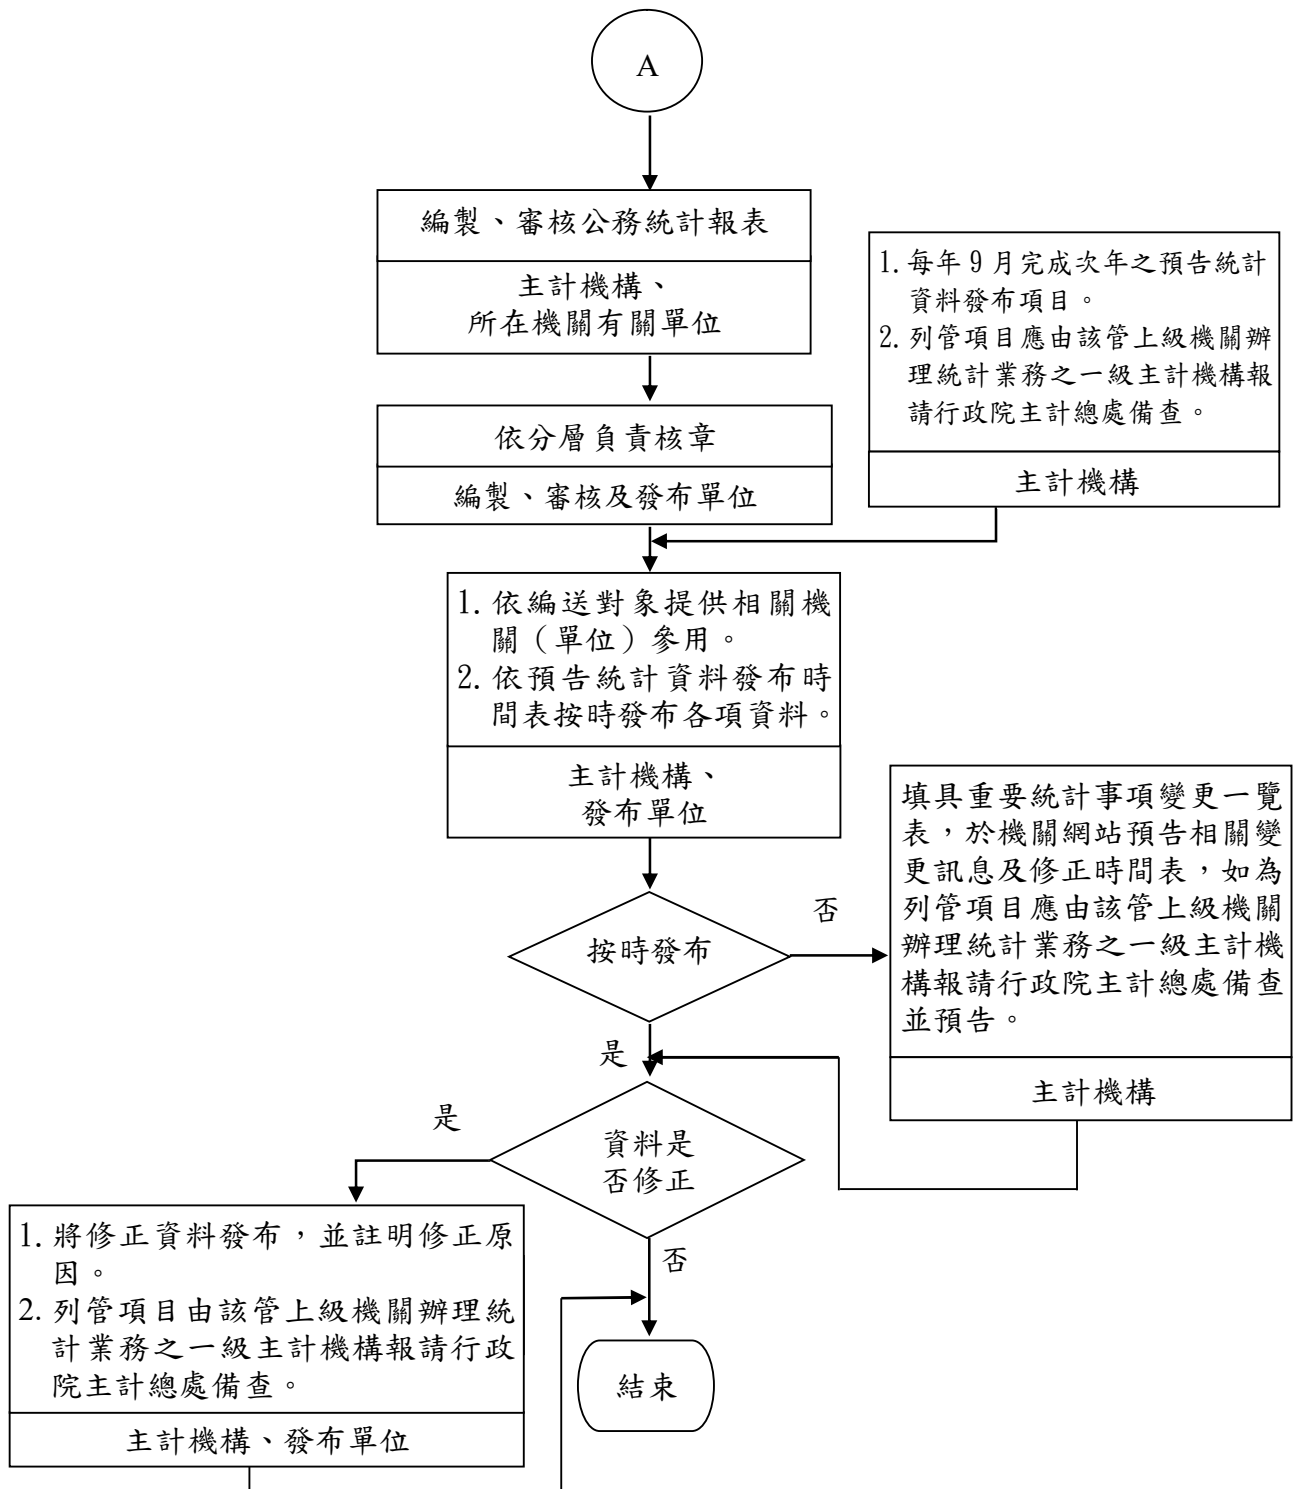 A
編製、審核公務統計報表
主計機構、
所在機關有關單位
1. 每年 9 月完成次年之預告統計
資料發布項目。
2. 列管項目應由該管上級機關辦
理統計業務之一級主計機構報
請行政院主計總處備查。
主計機構
依分層負責核章
編製、審核及發布單位
1. 依編送對象提供相關機
關（單位）參用。
2. 依預告統計資料發布時
間表按時發布各項資料。
主計機構、
發布單位
按時發布
否
填具重要統計事項變更一覽
表，於機關網站預告相關變
更訊息及修正時間表，如為
列管項目應由該管上級機關
辦理統計業務之一級主計機
構報請行政院主計總處備查
並預告。
主計機構
是
資料是
否修正
是
1. 將修正資料發布，並註明修正原
因。
2. 列管項目由該管上級機關辦理統
計業務之一級主計機構報請行政
院主計總處備查。
主計機構、發布單位
否
結束